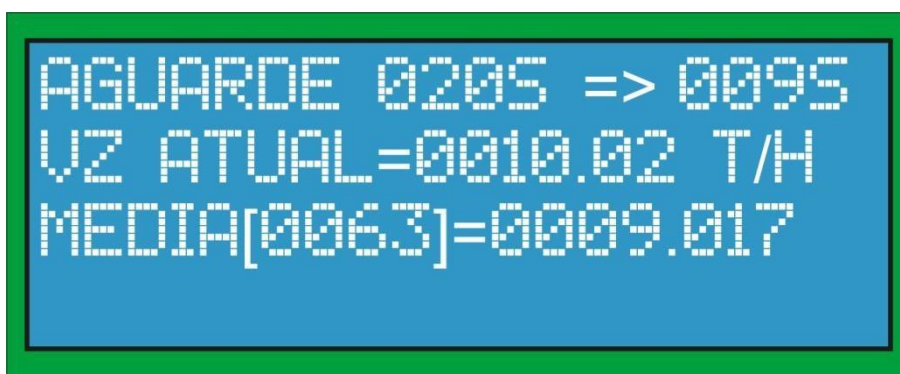 AGUARDE 020S => 009S
VZ ATUAL=0010.02 T/H
MEDIA[0063]=0009.017